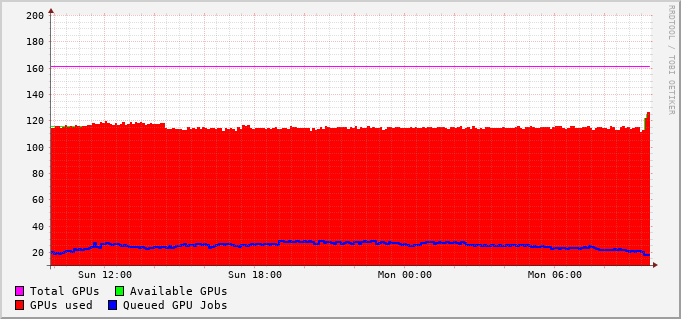 200
180
160
140
120
100
80
60
40
20
Sun 12:00 Sun 18:00 Mon 00:00 Mon 06:00
Total GPUs Available GPUs
GPUs used Queued GPU Jobs
RRDTOOL / TOBI OETIKER